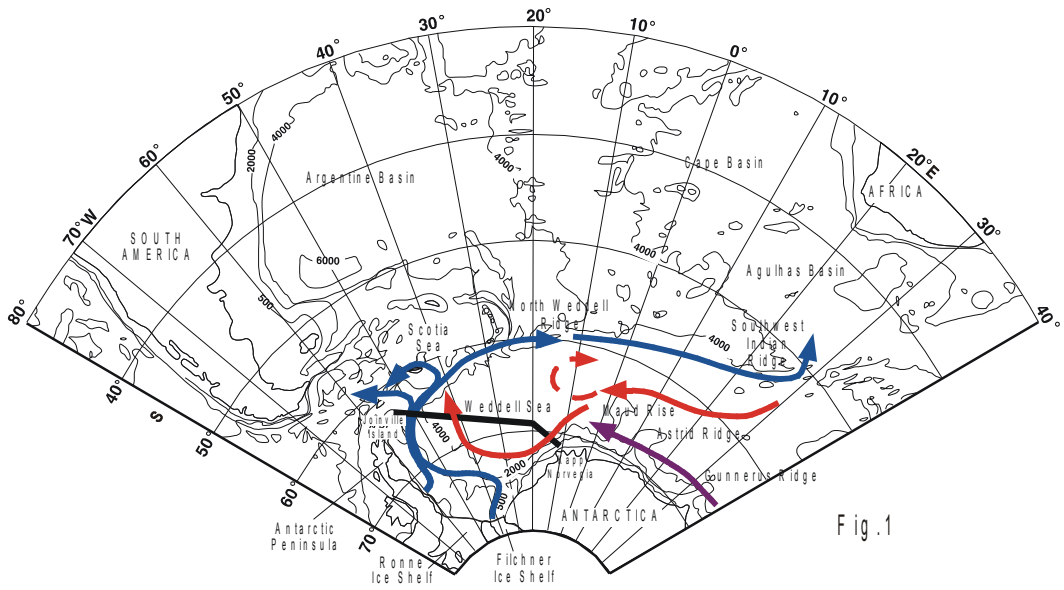 20°
30°
10°
40°
0°
50°
10°
60°
20°E
70°W
30°
80°
40°
4000
2000
4000
Cape Basin
Argentine Basin
AFRICA
SOUTH
AMERICA
6000
4000
Agulhas Basin
500
North Weddell
Ridge
Scotia
Sea
Southwest
Indian
Ridge
4000
40°
S
50°
60°
70°
Weddell Sea
Maud Rise
Joinville
Island
4000
Astrid Ridge
Kapp
Norvegia
2000
500
Gunnerus Ridge
ANTARCTICA
Antarctic
Peninsula
Ronne
Ice Shelf
Filchner
Ice Shelf
Fig.1